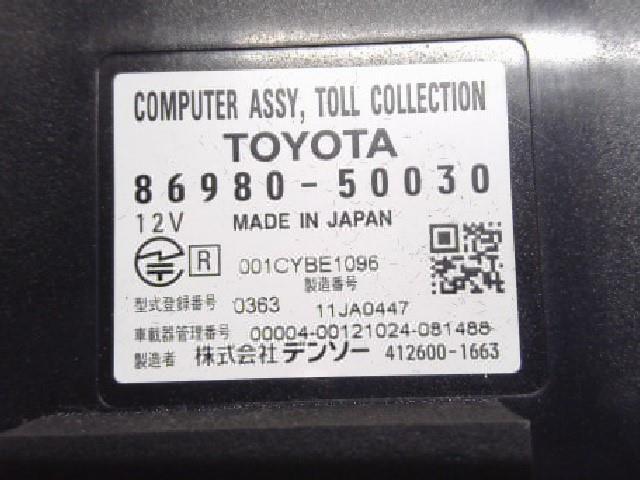 COMPUTER ASSY, TOLL COLLECTION
TOYOTA
86980-50030
12V MADE IN JAPAN
R 001CYBE1096
製造番号
型式登録番号 0363 11JA0447
車載器管理番号 00004-00121024-081488
製造者 株式会社デンソー 412600-1663